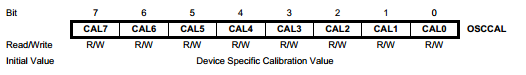 Bit 7 6 5 4 3 2 1 0
CAL7 CAL6 CAL5 CAL4 CAL3 CAL2 CAL1 CAL0 OSCCAL
Read/Write R/W R/W R/W R/W R/W R/W R/W R/W
Initial Value Device Specific Calibration Value